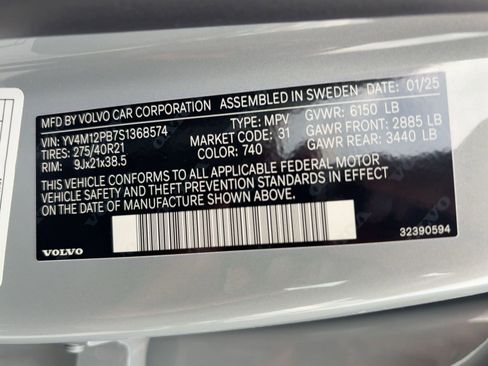 MFD BY VOLVO CAR CORPORATION ASSEMBLED IN SWEDEN DATE: 01/25
VIN: YV4M12PB7S1368574 TYPE: MPV GVWR: 6150 LB
TIRES: 275/40R21 MARKET CODE: 31 GAWR FRONT: 2885 LB
RIM: 9Jx21x38.5 COLOR: 740 GAWR REAR: 3440 LB
THIS VEHICLE CONFORMS TO ALL APPLICABLE FEDERAL MOTOR
VEHICLE SAFETY AND THEFT PREVENTION STANDARDS IN EFFECT
ON THE DATE OF MANUFACTURE SHOWN ABOVE.
VOLVO 32390594